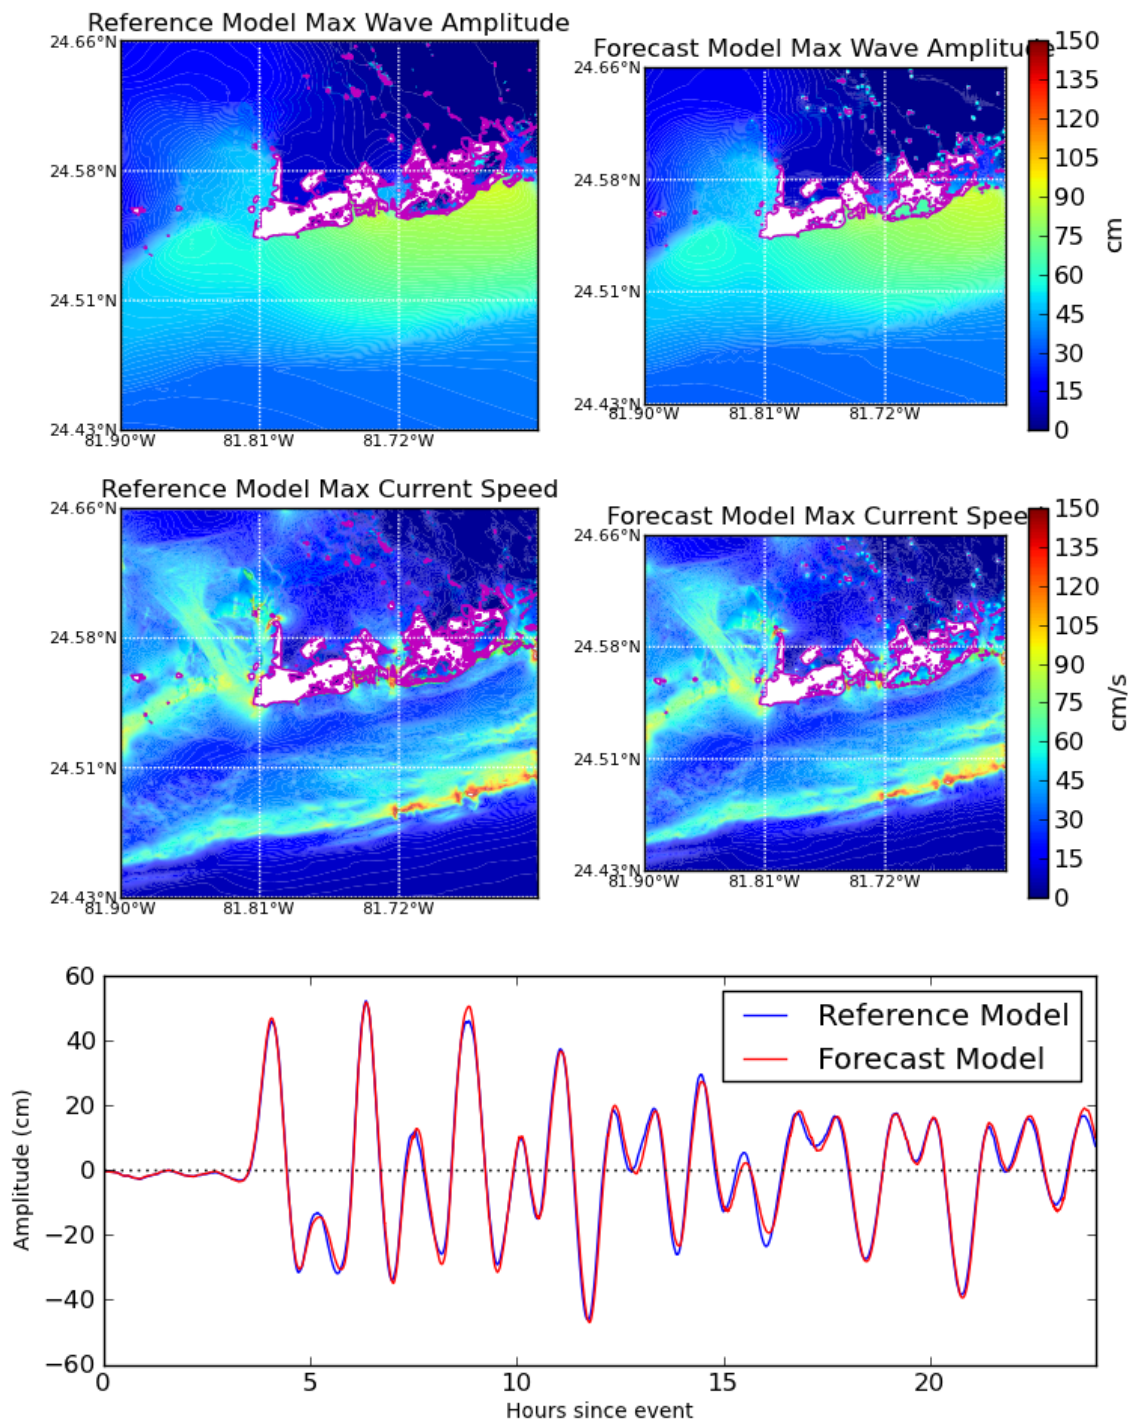 Reference Model Max Wave Amplitude
Forecast Model Max Wave Amplitude
24.66°N
24.58°N
24.51°N
24.43°N
81.90°W
81.81°W
81.72°W
24.66°N
24.58°N
24.51°N
24.43°N
81.90°W
81.81°W
81.72°W
150
135
120
105
90
75
60
45
30
15
0
cm
Reference Model Max Current Speed
Forecast Model Max Current Speed
24.66°N
24.58°N
24.51°N
24.43°N
81.90°W
81.81°W
81.72°W
24.66°N
24.58°N
24.51°N
24.43°N
81.90°W
81.81°W
81.72°W
150
135
120
105
90
75
60
45
30
15
0
cm/s
60
40
20
0
−20
−40
−60
Amplitude (cm)
Reference Model
Forecast Model
0
5
10
15
20
Hours since event